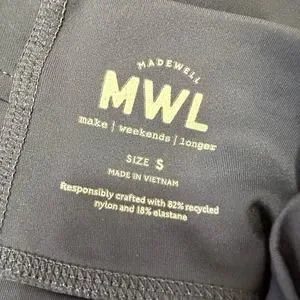 MADEWELL
MWL
make | weekends | longer
SIZE S
MADE IN VIETNAM
Responsibly crafted with 82% recycled
nylon and 18% elastane